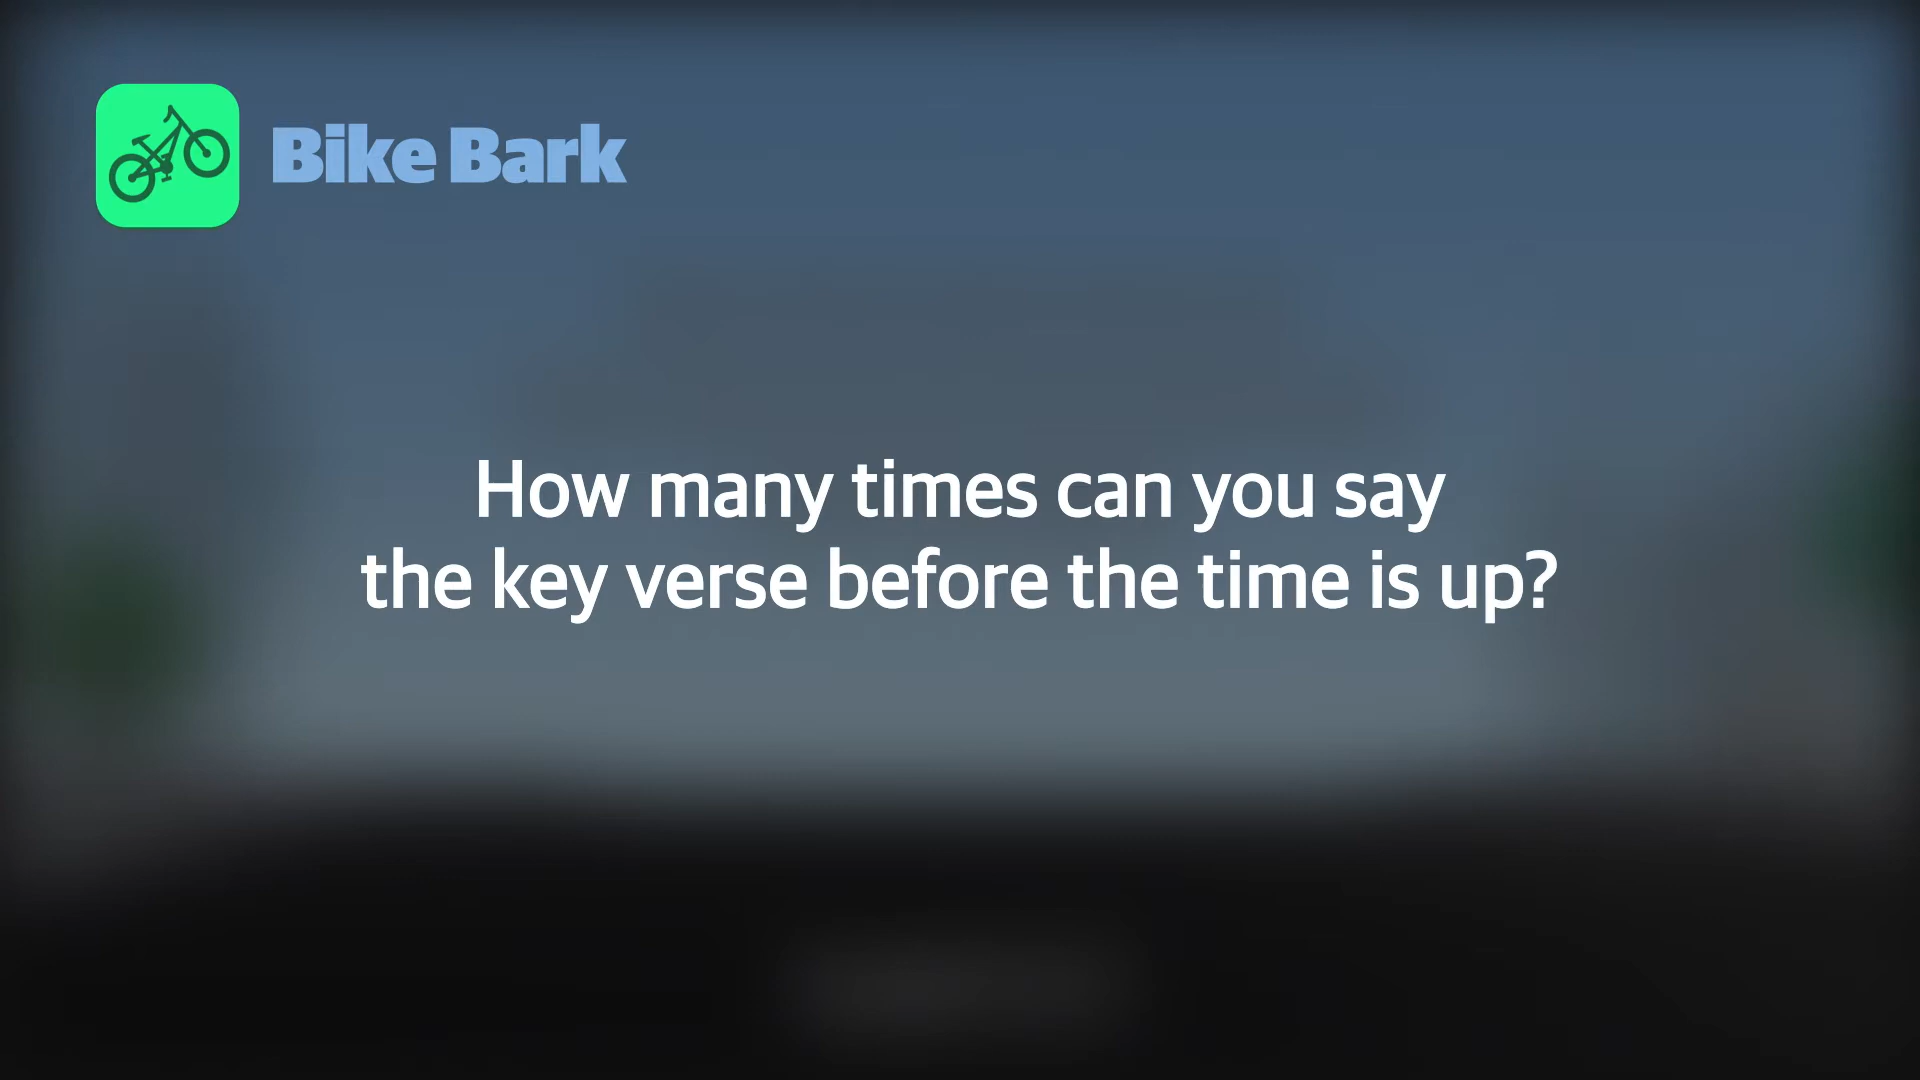 Bike Bark
How many times can you say
the key verse before the time is up?